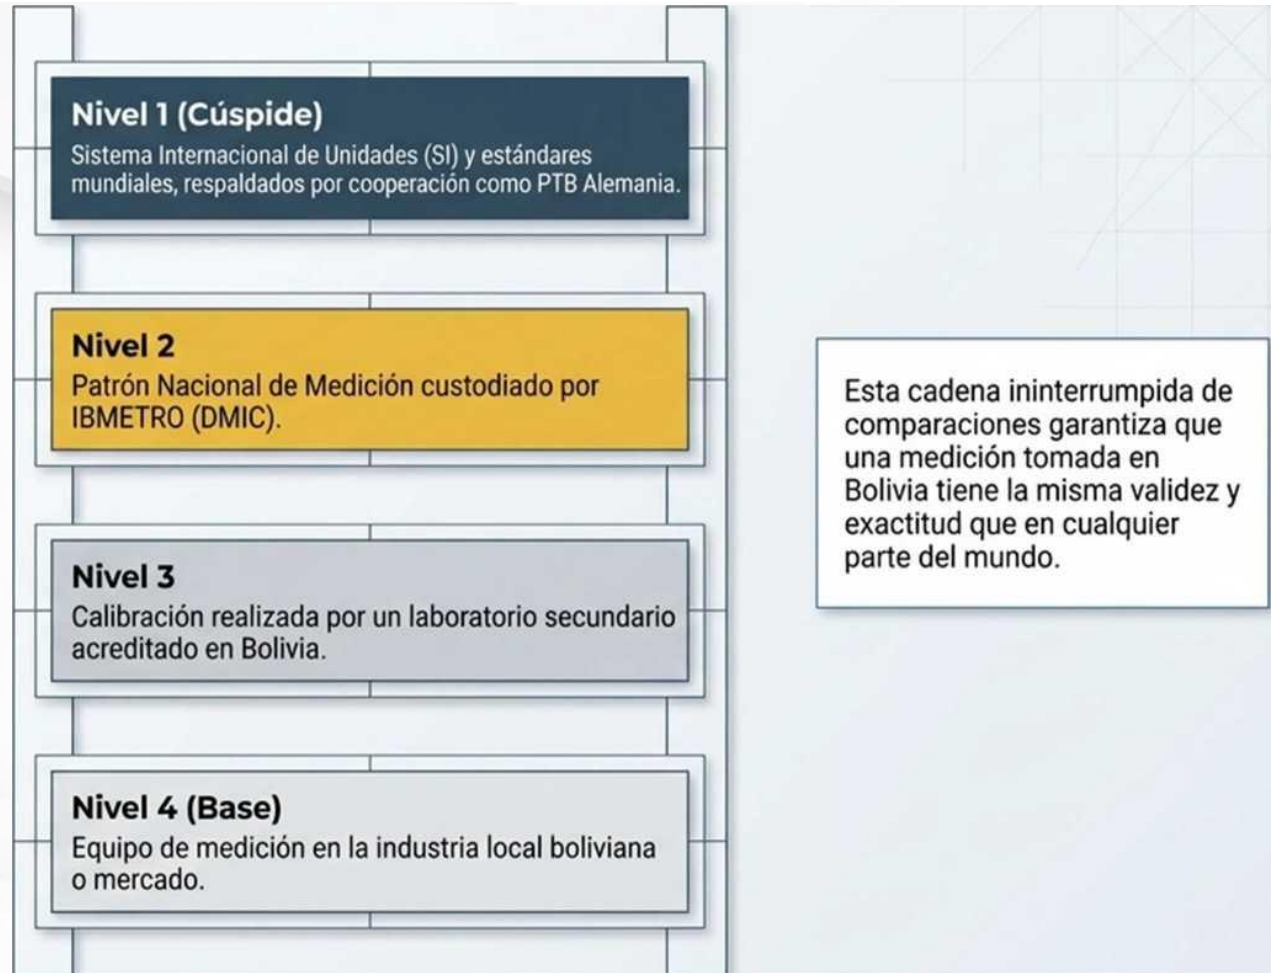 Nivel 1 (Cúspide)
Sistema Internacional de Unidades (SI) y estándares
mundiales, respaldados por cooperación como PTB Alemania.
Nivel 2
Patrón Nacional de Medición custodiado por
IBMETRO (DMIC).
Nivel 3
Calibración realizada por un laboratorio secundario
acreditado en Bolivia.
Nivel 4 (Base)
Equipo de medición en la industria local boliviana
o mercado.
Esta cadena ininterrumpida de
comparaciones garantiza que
una medición tomada en
Bolivia tiene la misma validez y
exactitud que en cualquier
parte del mundo.